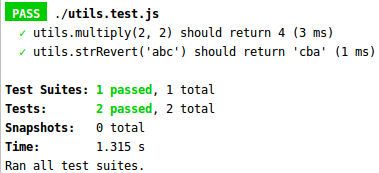 PASS ./utils.test.js
✓ utils.multiply(2, 2) should return 4 (3 ms)
✓ utils.strRevert('abc') should return 'cba' (1 ms)
Test Suites: 1 passed, 1 total
Tests: 2 passed, 2 total
Snapshots: 0 total
Time: 1.315 s
Ran all test suites.